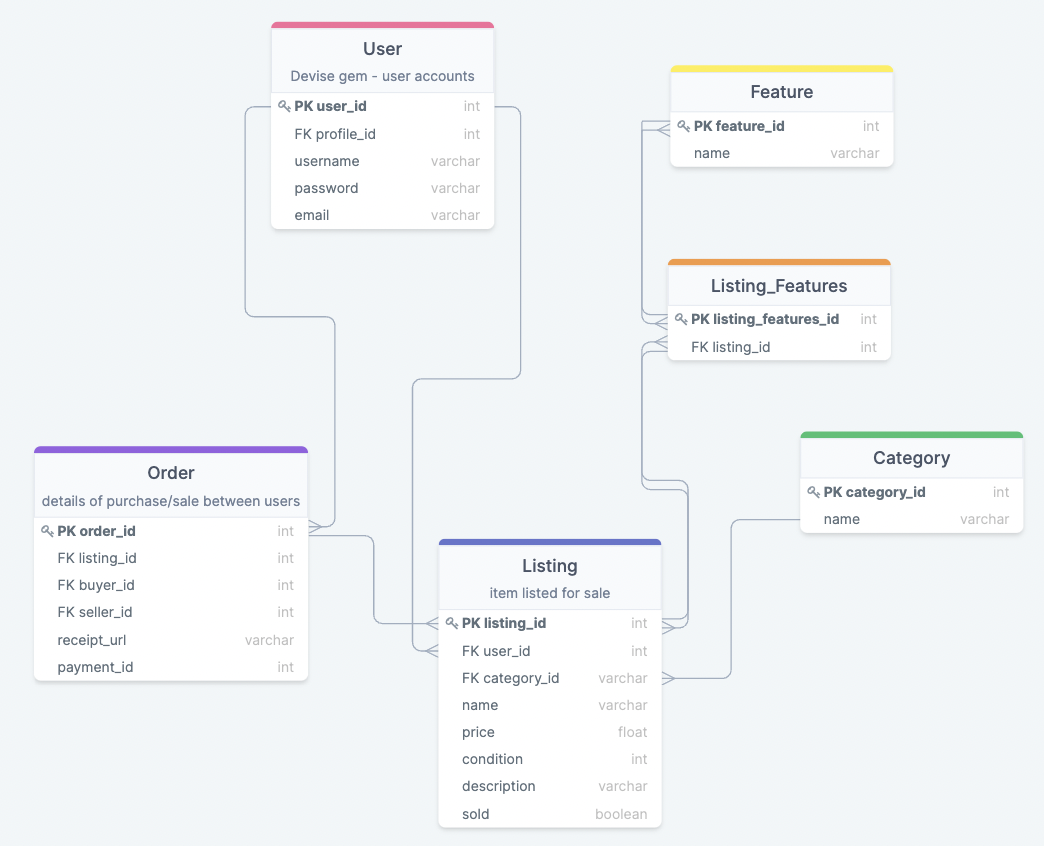 User
Devise gem - user accounts
PK user_id int
FK profile_id int
username varchar
password varchar
email varchar
Feature
PK feature_id int
name varchar
Listing_Features
PK listing_features_id int
FK listing_id int
Order
details of purchase/sale between users
PK order_id int
FK listing_id int
FK buyer_id int
FK seller_id int
receipt_url varchar
payment_id int
Category
PK category_id int
name varchar
Listing
item listed for sale
PK listing_id int
FK user_id int
FK category_id varchar
name varchar
price float
condition int
description varchar
sold boolean